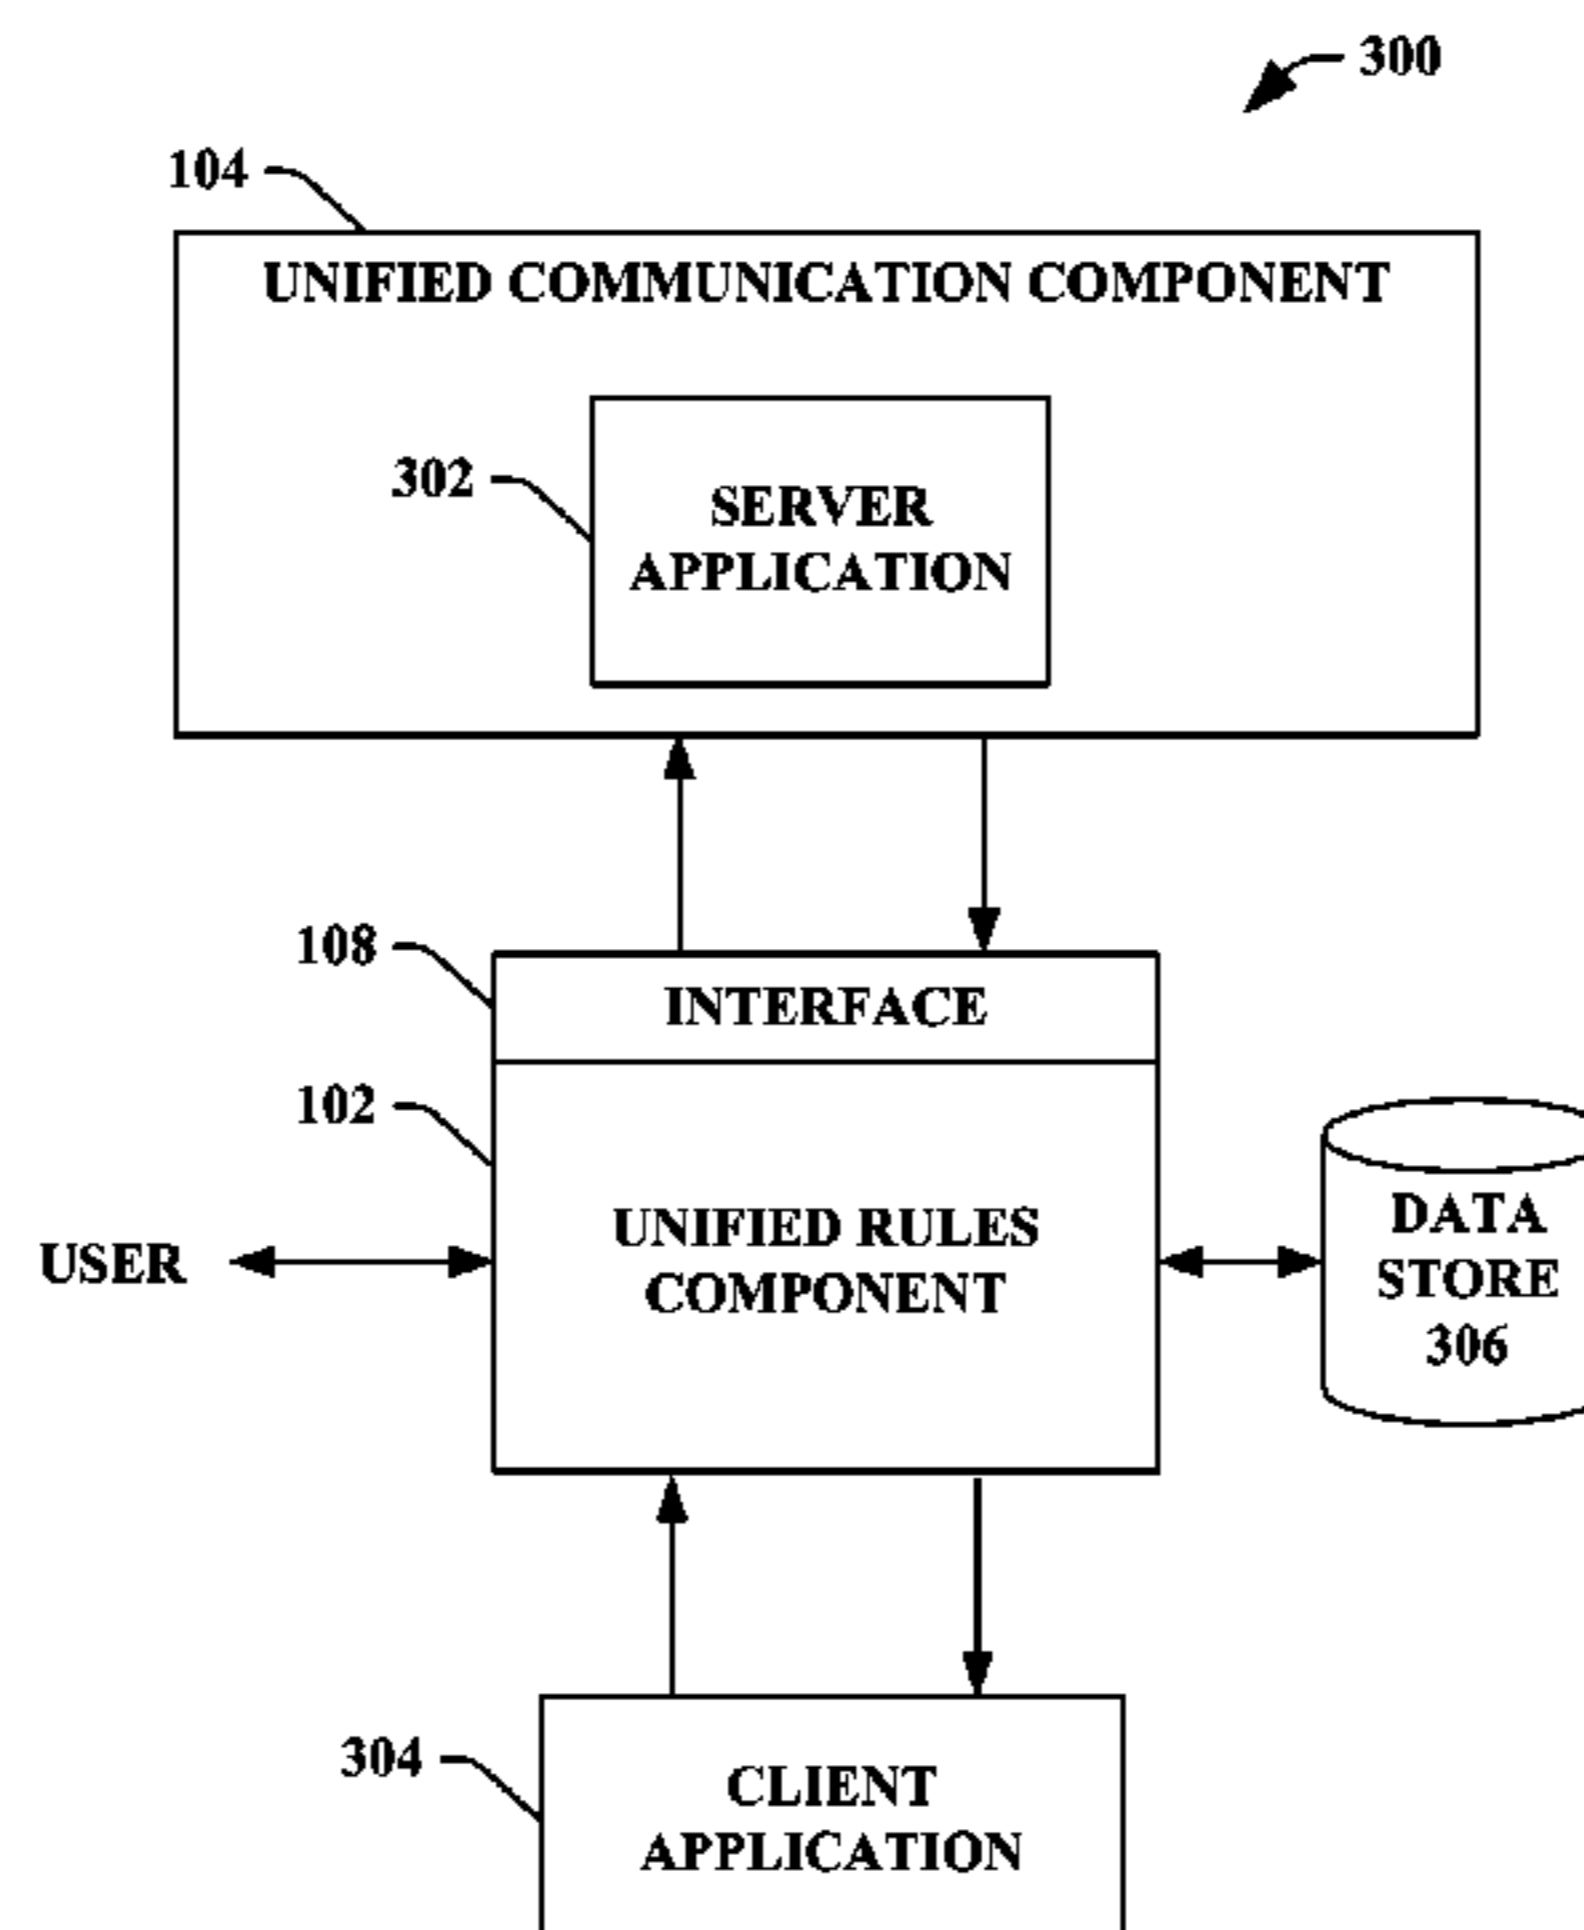 300
104
UNIFIED COMMUNICATION COMPONENT
302
SERVER
APPLICATION
108
INTERFACE
102
UNIFIED RULES
COMPONENT
USER
DATA
STORE
306
304
CLIENT
APPLICATION